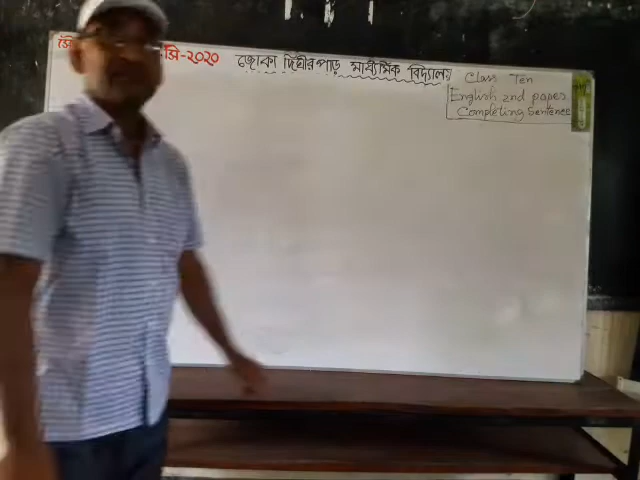 সি-২০২০
জোকা দিঘীরপাড় মাধ্যমিক বিদ্যালয়
Class Ten
English 2nd paper
Completing Sentence